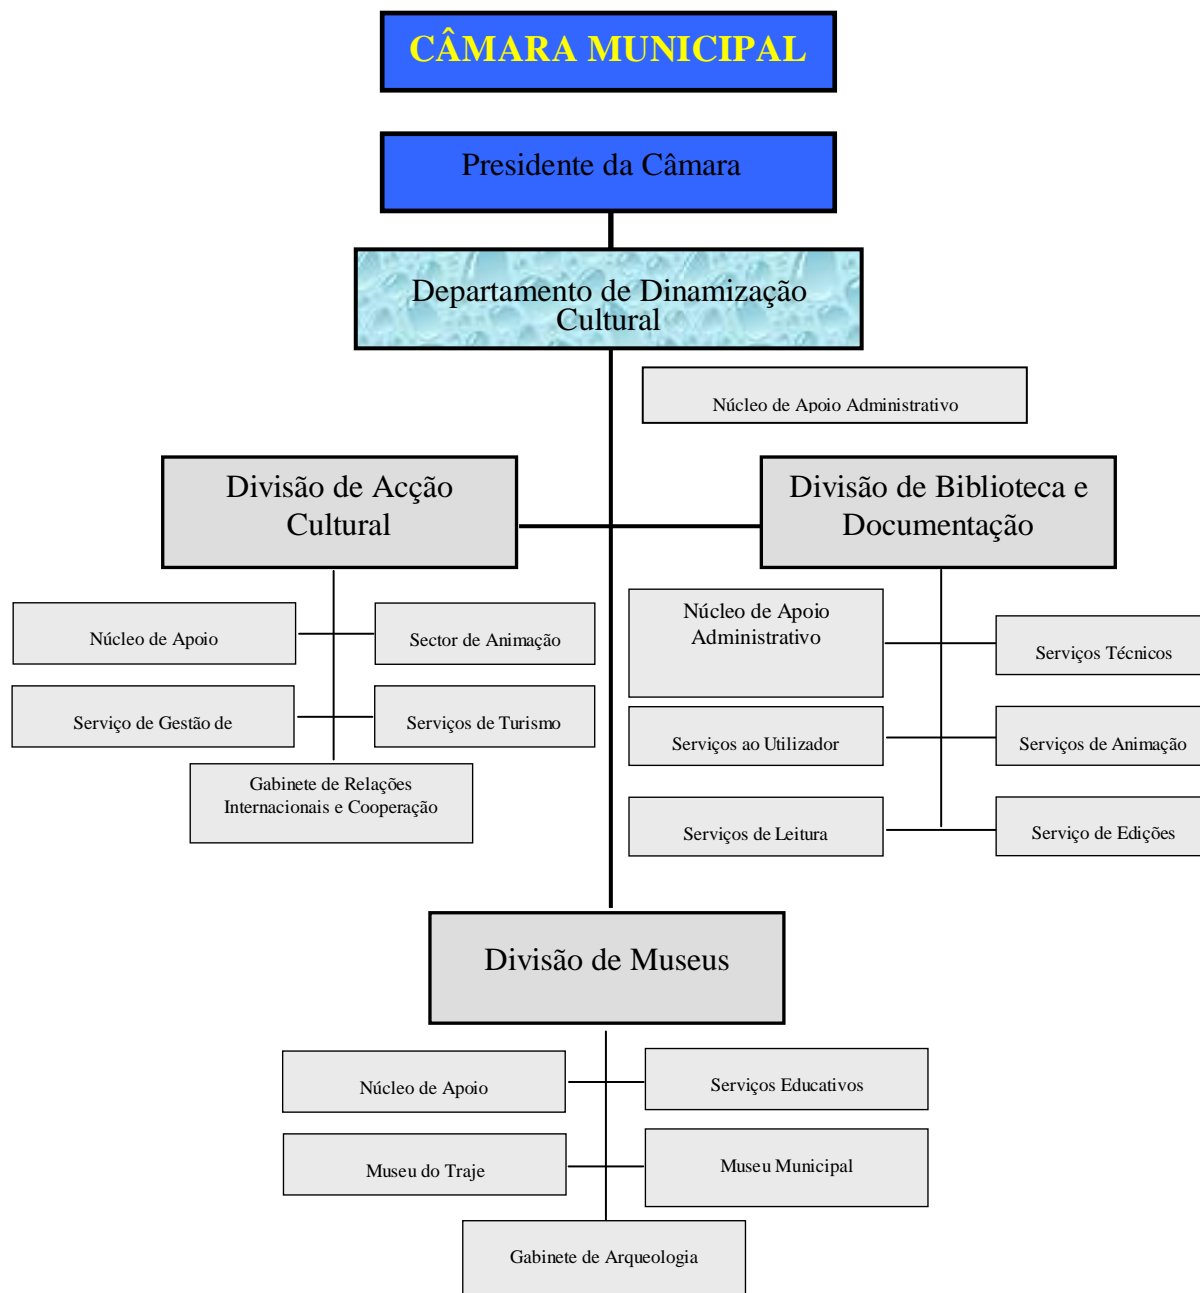 CÂMARA MUNICIPAL
Presidente da Câmara
Departamento de Dinamização
Cultural
Núcleo de Apoio Administrativo
Divisão de Acção
Cultural
Divisão de Biblioteca e
Documentação
Núcleo de Apoio
Sector de Animação
Serviço de Gestão de
Serviços de Turismo
Gabinete de Relações
Internacionais e Cooperação
Núcleo de Apoio
Administrativo
Serviços Técnicos
Serviços ao Utilizador
Serviços de Animação
Serviços de Leitura
Serviço de Edições
Divisão de Museus
Núcleo de Apoio
Serviços Educativos
Museu do Traje
Museu Municipal
Gabinete de Arqueologia